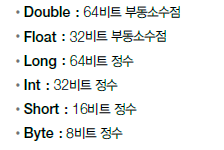 • Double : 64비트 부동소수점
• Float : 32비트 부동소수점
• Long : 64비트 정수
• Int : 32비트 정수
• Short : 16비트 정수
• Byte : 8비트 정수